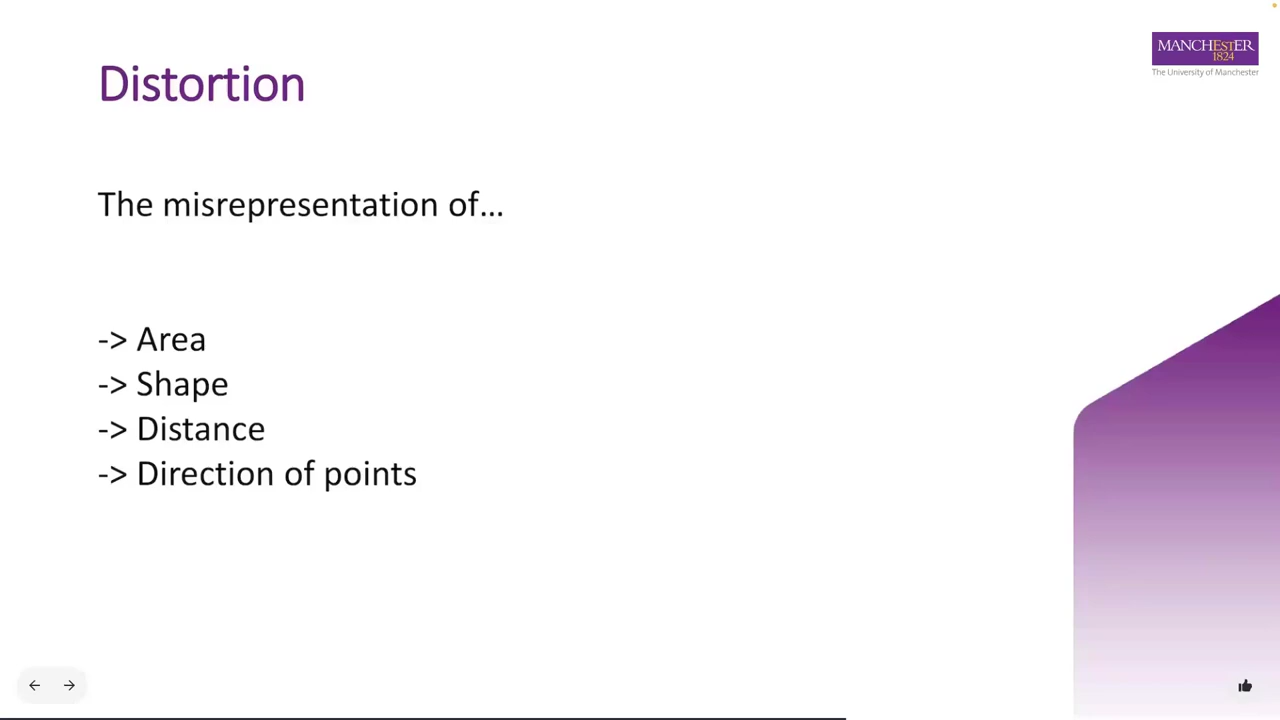 MANCHESTER
1824
The University of Manchester
Distortion
The misrepresentation of...
-> Area
-> Shape
-> Distance
-> Direction of points